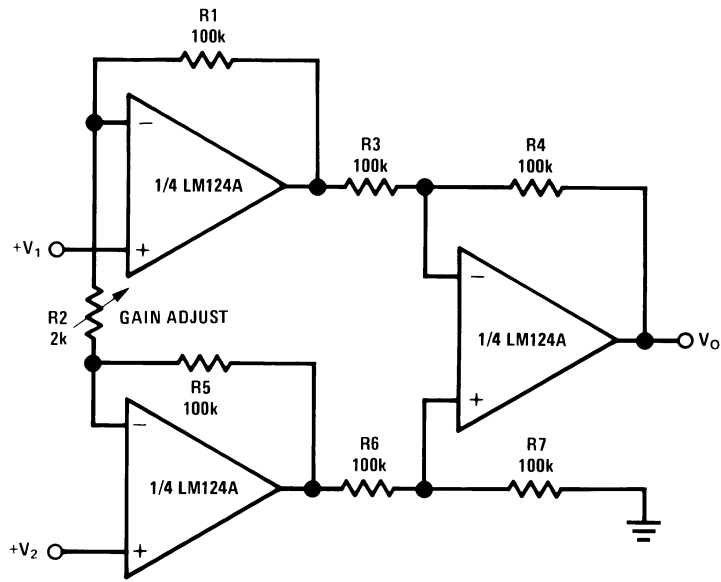 R1
100k
−
1/4 LM124A
+V1
+
R3
100k
R4
100k
R2
2k
GAIN ADJUST
−
1/4 LM124A
+
VO
R5
100k
−
1/4 LM124A
+V2
+
R6
100k
R7
100k